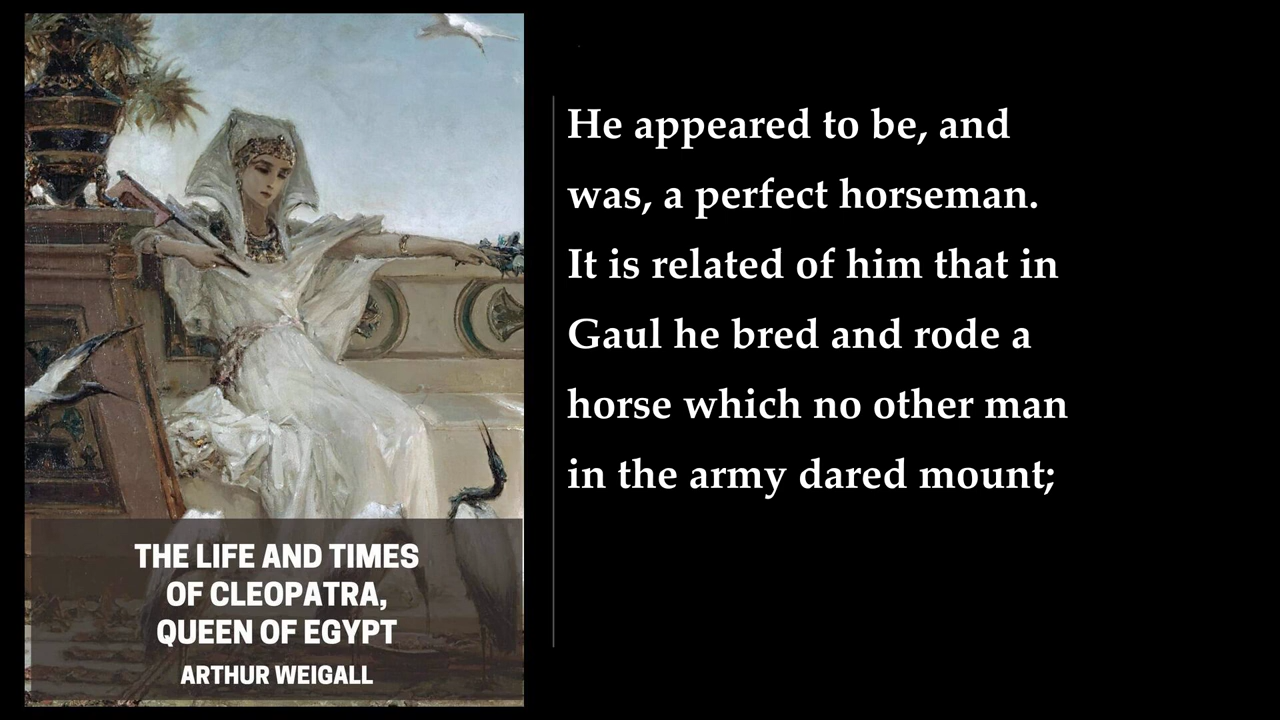 He appeared to be, and
was, a perfect horseman.
It is related of him that in
Gaul he bred and rode a
horse which no other man
in the army dared mount;
THE LIFE AND TIMES
OF CLEOPATRA,
QUEEN OF EGYPT
ARTHUR WEIGALL